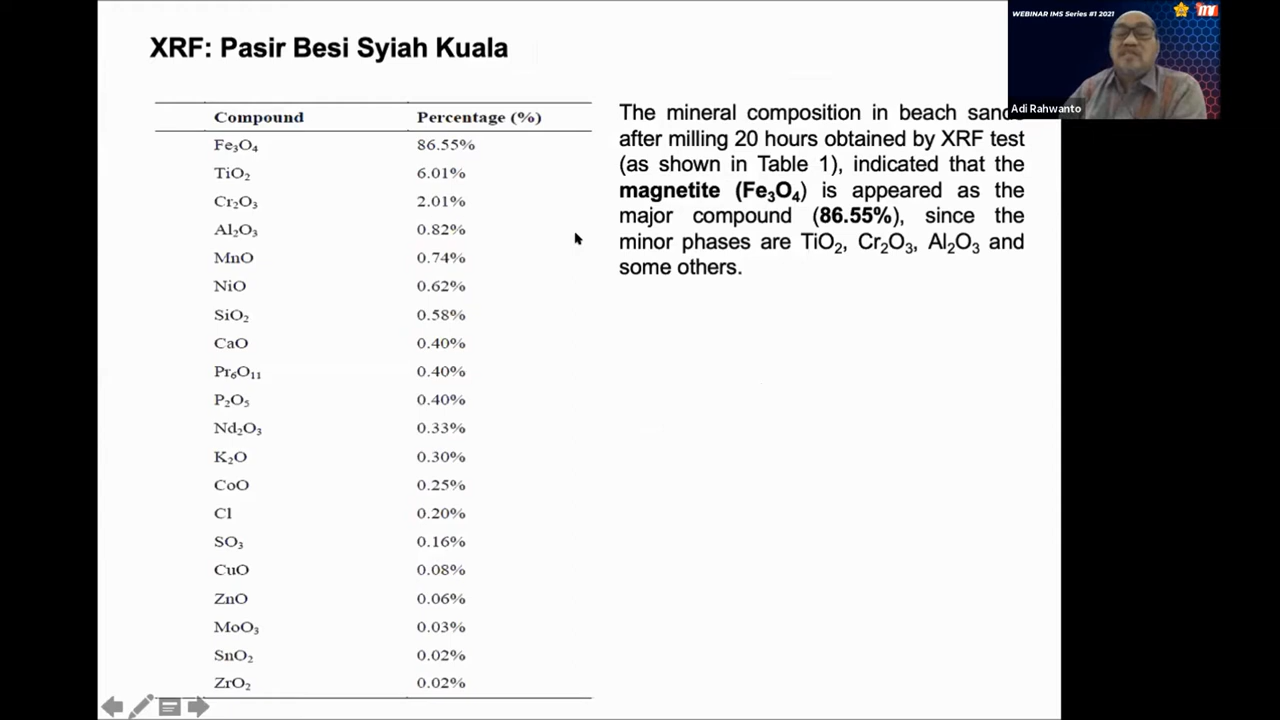 XRF: Pasir Besi Syiah Kuala
Compound Percentage (%)
Fe₃O₄ 86.55%
TiO₂ 6.01%
Cr₂O₃ 2.01%
Al₂O₃ 0.82%
MnO 0.74%
NiO 0.62%
SiO₂ 0.58%
CaO 0.40%
Pr₆O₁₁ 0.40%
P₂O₅ 0.40%
Nd₂O₃ 0.33%
K₂O 0.30%
CoO 0.25%
Cl 0.20%
SO₃ 0.16%
CuO 0.08%
ZnO 0.06%
MoO₃ 0.03%
SnO₂ 0.02%
ZrO₂ 0.02%
The mineral composition in beach sand
after milling 20 hours obtained by XRF test
(as shown in Table 1), indicated that the
magnetite (Fe₃O₄) is appeared as the
major compound (86.55%), since the
minor phases are TiO₂, Cr₂O₃, Al₂O₃ and
some others.
WEBINAR IMS Series #1 2021
Adi Rahwanto